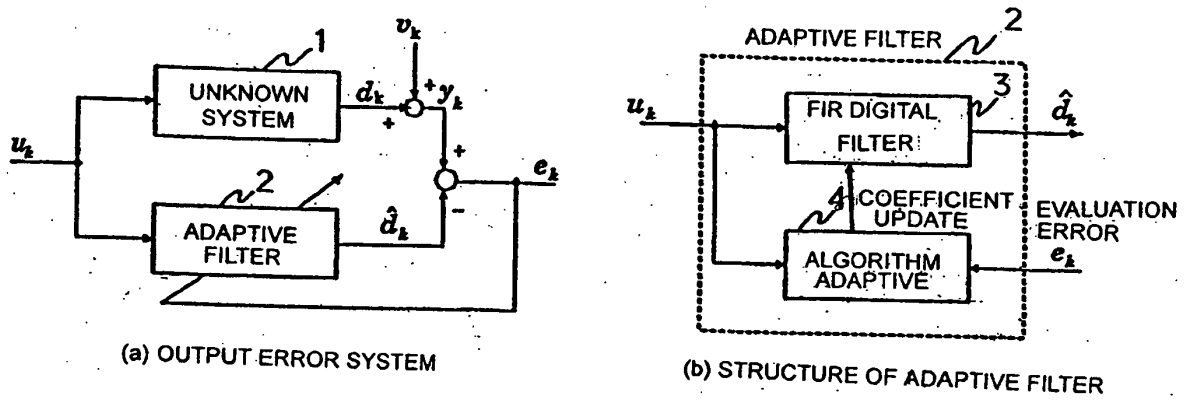 1
v_k
UNKNOWN
SYSTEM
d_k
+
y_k
+
u_k
+
e_k
2
−
ADAPTIVE
FILTER
d̂_k
(a) OUTPUT ERROR SYSTEM
ADAPTIVE FILTER
2
3
u_k
FIR DIGITAL
FILTER
d̂_k
4
COEFFICIENT
UPDATE
EVALUATION
ERROR
ALGORITHM
ADAPTIVE
e_k
(b) STRUCTURE OF ADAPTIVE FILTER